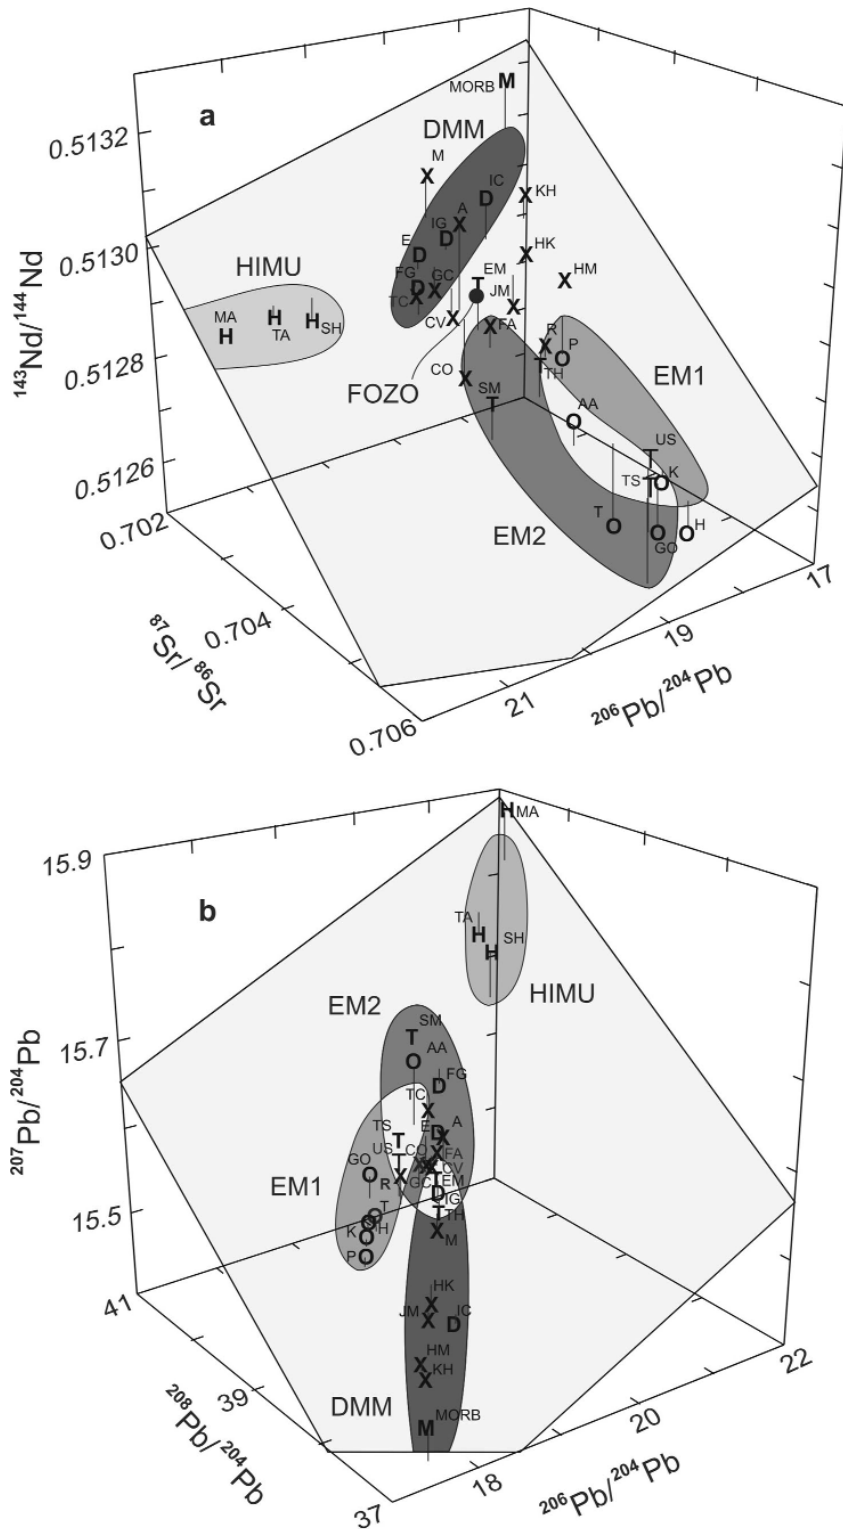 a
0.5132
0.5130
0.5128
0.5126
0.702
0.704
0.706
21
19
17
143Nd/144Nd
87Sr/86Sr
206Pb/204Pb
MORB M
DMM
M
X
IC
D
KH
X
A
X
IG
D
E
D
HK
X
HIMU
FG
D
GC
X
TC
X
EM
T
HM
X
JM
X
MA
H
H
TA
H SH
CV X
X FA
R
X
P
O
FOZO
CO
X
T TH
EM1
SM
T
AA
O
US
T
TS
T
K
O
EM2
T
O
O
GO
H
O
b
15.9
15.7
15.5
41
39
37
18
20
22
207Pb/204Pb
208Pb/204Pb
206Pb/204Pb
H MA
TA
H
H SH
HIMU
EM2
SM
T
AA
O
FG
D
TC
X
A
X
E
D
TS
T
US
T
CO
X
FA
X
CV
X
GO
O
R
X
GC
X
EM
T
IG
D
EM1
T
O
TH
T
K
O
H
O
M
X
P
O
HK
X
JM
X
IC
D
HM
X
KH
X
DMM
MORB
M